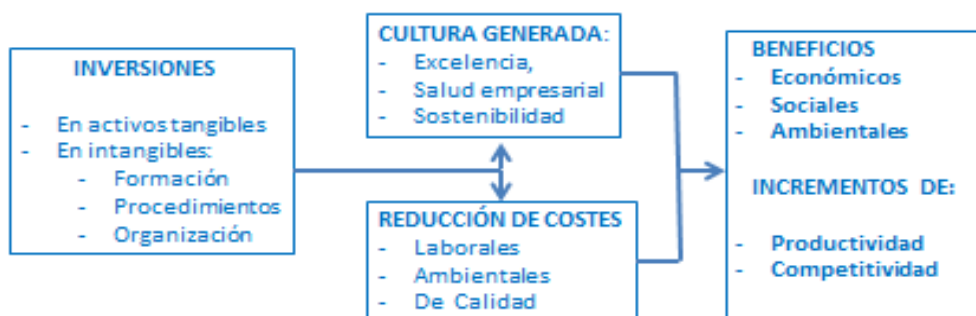 INVERSIONES
- En activos tangibles
- En intangibles:
- Formación
- Procedimientos
- Organización
CULTURA GENERADA:
- Excelencia,
- Salud empresarial
- Sostenibilidad
REDUCCIÓN DE COSTES
- Laborales
- Ambientales
- De Calidad
BENEFICIOS
- Económicos
- Sociales
- Ambientales
INCREMENTOS DE:
- Productividad
- Competitividad